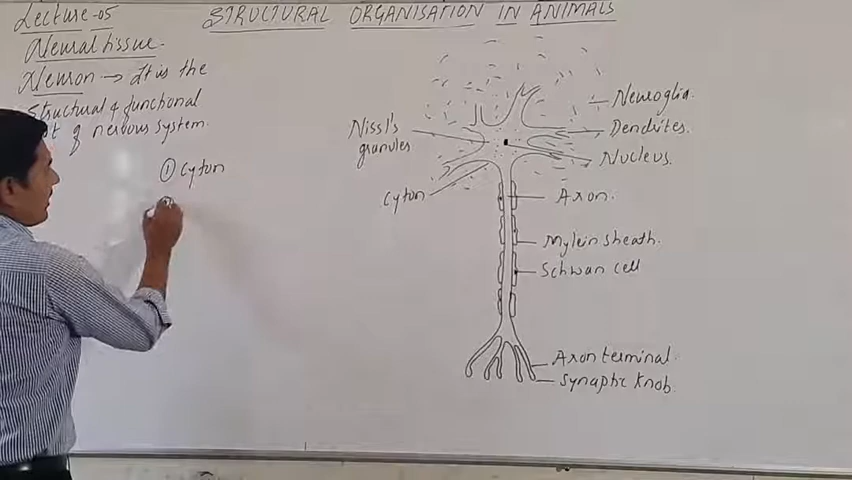 Lecture-05
STRUCTURAL ORGANISATION IN ANIMALS
Neural tissue.
Neuron → It is the
Structural & functional
of nervous system.
① Cyton
Nissl's
granules
Cyton
Neuroglia.
Dendrites.
Nucleus.
Axon.
Mylein sheath.
Schwan cell
Axon terminal.
Synaptic Knob.